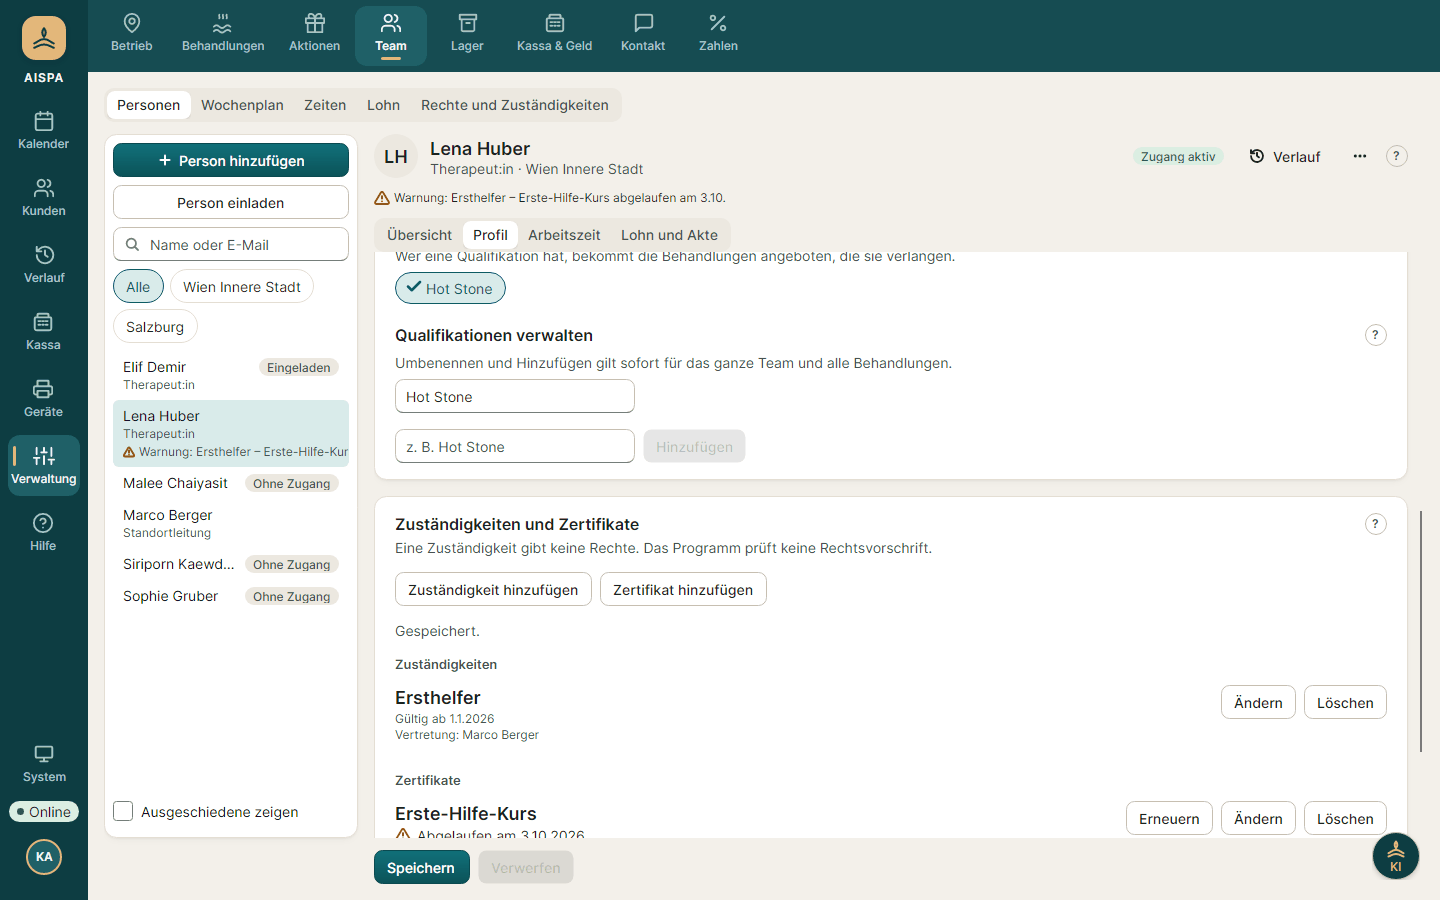 AISPA
Kalender
Kunden
Verlauf
Kassa
Geräte
Verwaltung
Hilfe
System
Online
KA
Betrieb
Behandlungen
Aktionen
Team
Lager
Kassa & Geld
Kontakt
Zahlen
Personen
Wochenplan
Zeiten
Lohn
Rechte und Zuständigkeiten
+ Person hinzufügen
Person einladen
Name oder E-Mail
Alle
Wien Innere Stadt
Salzburg
Elif Demir
Eingeladen
Therapeut:in
Lena Huber
Therapeut:in
Warnung: Ersthelfer – Erste-Hilfe-Kur
Malee Chaiyasit
Ohne Zugang
Marco Berger
Standortleitung
Siriporn Kaewd...
Ohne Zugang
Sophie Gruber
Ohne Zugang
Ausgeschiedene zeigen
LH
Lena Huber
Therapeut:in · Wien Innere Stadt
Zugang aktiv
Verlauf
?
Warnung: Ersthelfer – Erste-Hilfe-Kurs abgelaufen am 3.10.
Übersicht
Profil
Arbeitszeit
Lohn und Akte
Wer eine Qualifikation hat, bekommt die Behandlungen angeboten, die sie verlangen.
Hot Stone
Qualifikationen verwalten
?
Umbenennen und Hinzufügen gilt sofort für das ganze Team und alle Behandlungen.
Hot Stone
z. B. Hot Stone
Hinzufügen
Zuständigkeiten und Zertifikate
?
Eine Zuständigkeit gibt keine Rechte. Das Programm prüft keine Rechtsvorschrift.
Zuständigkeit hinzufügen
Zertifikat hinzufügen
Gespeichert.
Zuständigkeiten
Ersthelfer
Gültig ab 1.1.2026
Vertretung: Marco Berger
Ändern
Löschen
Zertifikate
Erste-Hilfe-Kurs
Abgelaufen am 3.10.2026
Erneuern
Ändern
Löschen
Speichern
Verwerfen
KI